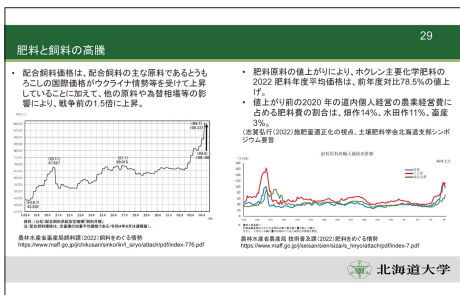 29
肥料と飼料の高騰
• 配合飼料価格は、配合飼料の主な原料であるとうも
ろこしの国際価格がウクライナ情勢等を受けて上昇
していることに加えて、他の原料や為替相場等の影
響により、戦争前の1.5倍に上昇。
農林水産省畜産局飼料課(2022)飼料をめぐる情勢
https://www.maff.go.jp/j/chikusan/sinko/lin/l_siryo/attach/pdf/index-776.pdf
• 肥料原料の値上がりにより、ホクレン主要化学肥料の
2022 肥料年度平均価格は、前年度対比78.5%の値上
げ。
• 値上がり前の2020 年の道内個人経営の農業経営費に
占める肥料費の割合は、畑作14%、水田作11%、畜産
3%。
(志賀弘行(2022)施肥量適正化の視点、土壌肥料学会北海道支部シンポ
ジウム要旨
肥料原料の輸入価格の推移
農林水産省農産局 技術普及課(2022)肥料をめぐる情勢
https://www.maff.go.jp/j/seisan/sien/sizai/s_hiryo/attach/pdf/index-7.pdf
北海道大学